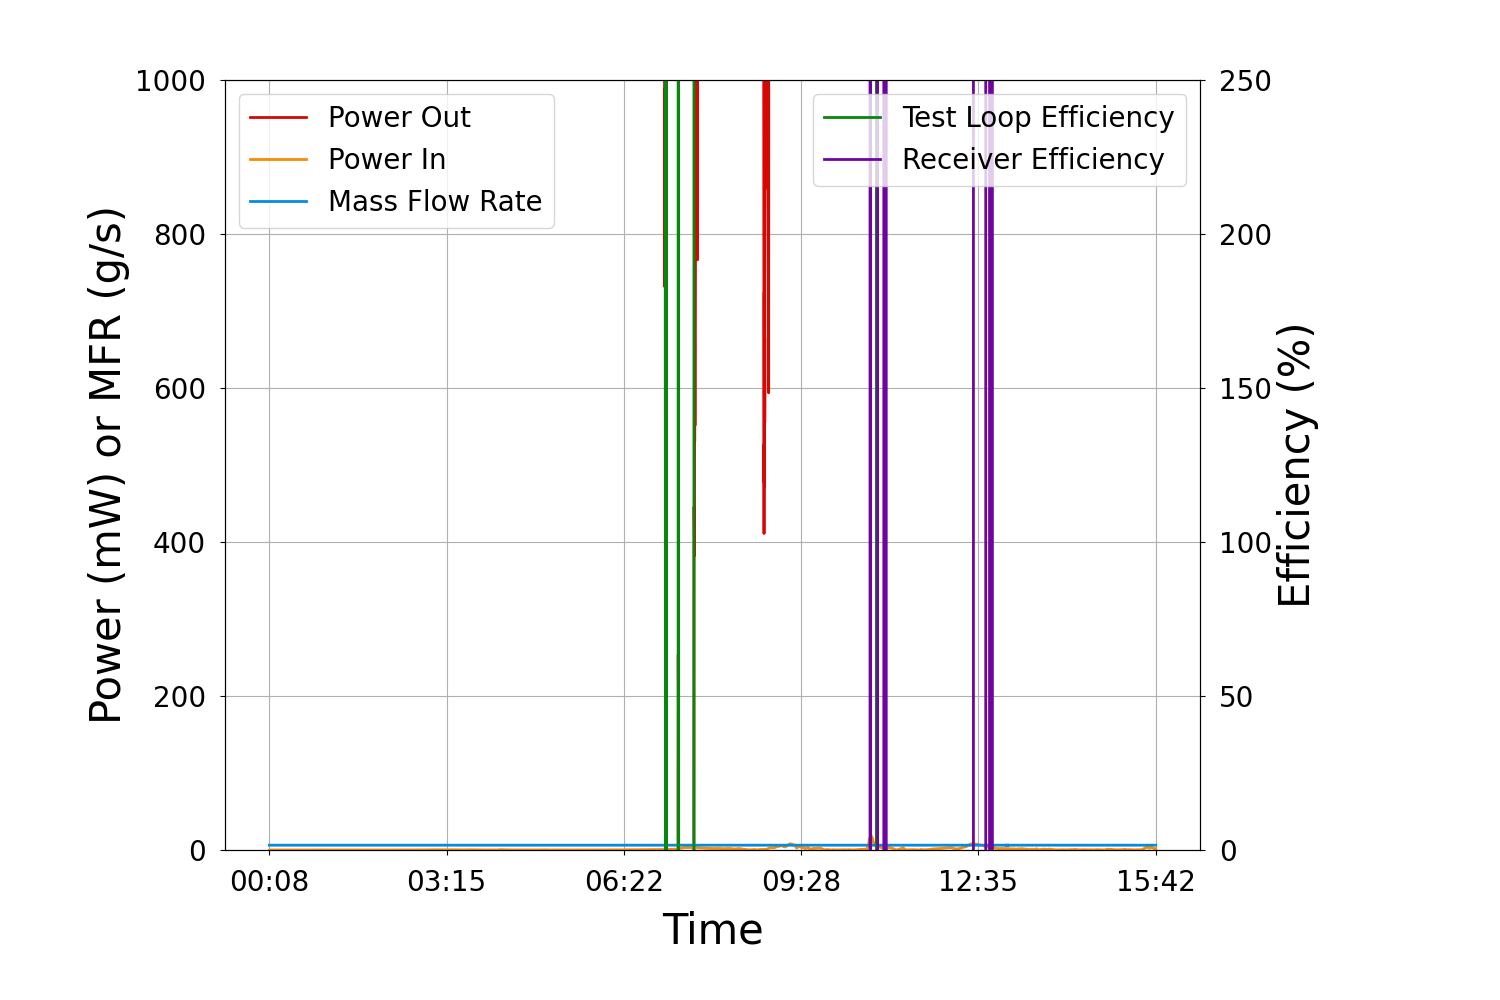 1000
800
600
400
200
0
Power (mW) or MFR (g/s)
Power Out
Power In
Mass Flow Rate
Test Loop Efficiency
Receiver Efficiency
250
200
150
100
50
0
Efficiency (%)
00:08 03:15 06:22 09:28 12:35 15:42
Time